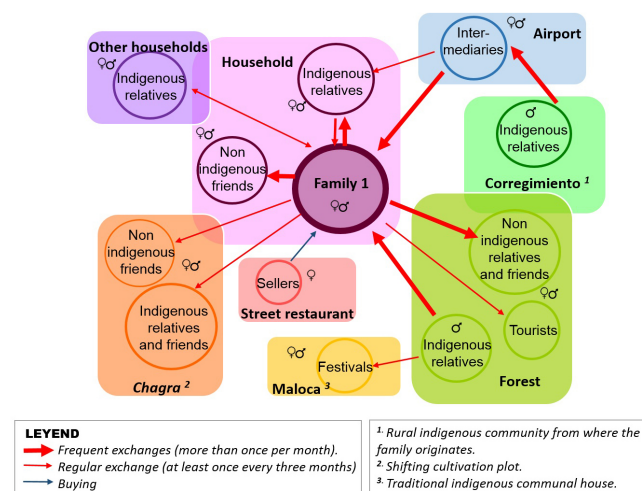 Other households
♀♂
Indigenous
relatives
Household
Indigenous
relatives
♀♂
Inter-
mediaries
♀♂
Airport
♂
Indigenous
relatives
Corregimiento 1
♀♂
Non
indigenous
friends
Family 1
♀♂
Non
indigenous
friends
♀♂
Indigenous
relatives
and friends
Chagra 2
Sellers
♀
Street restaurant
♀♂
Festivals
Maloca 3
Non
indigenous
relatives
and friends
♀♂
Tourists
♂
Indigenous
relatives
Forest
LEYEND
Frequent exchanges (more than once per month).
Regular exchange (at least once every three months)
Buying
1. Rural indigenous community from where the
family originates.
2. Shifting cultivation plot.
3. Traditional indigenous communal house.